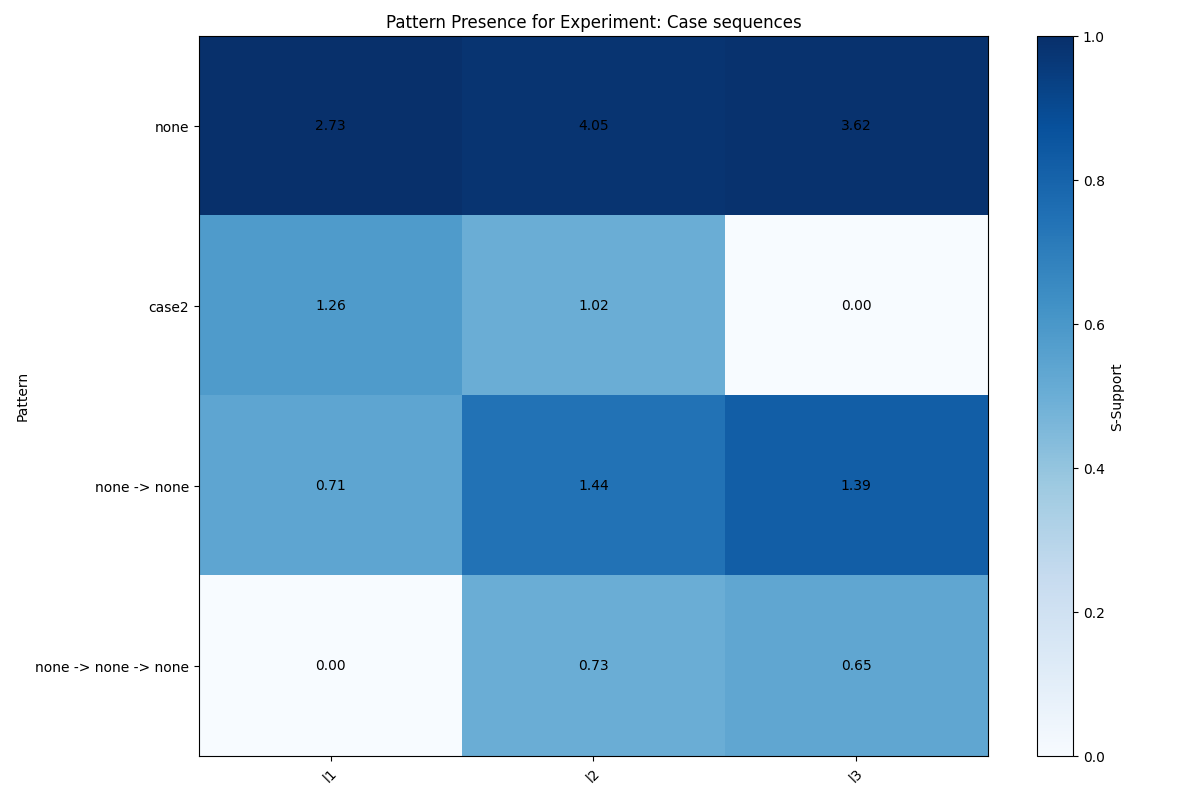 Pattern Presence for Experiment: Case sequences
none
2.73
4.05
3.62
case2
1.26
1.02
0.00
none -> none
0.71
1.44
1.39
none -> none -> none
0.00
0.73
0.65
Pattern
l1
l2
l3
1.0
0.8
0.6
0.4
0.2
0.0
S-Support